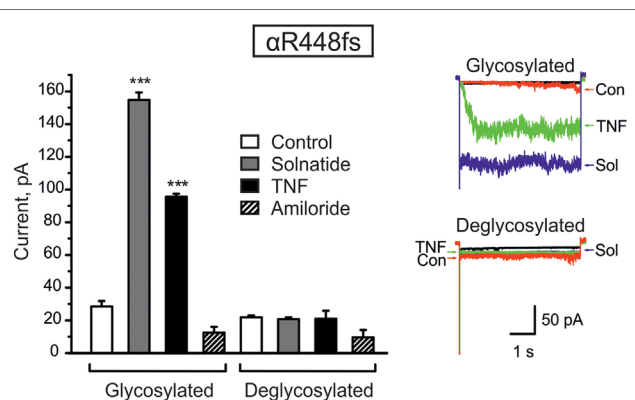 αR448fs
Current, pA
160
140
120
100
80
60
40
20
0
***
***
Control
Solnatide
TNF
Amiloride
Glycosylated
Deglycosylated
Glycosylated
Con
TNF
Sol
Deglycosylated
TNF
Con
Sol
50 pA
1 s